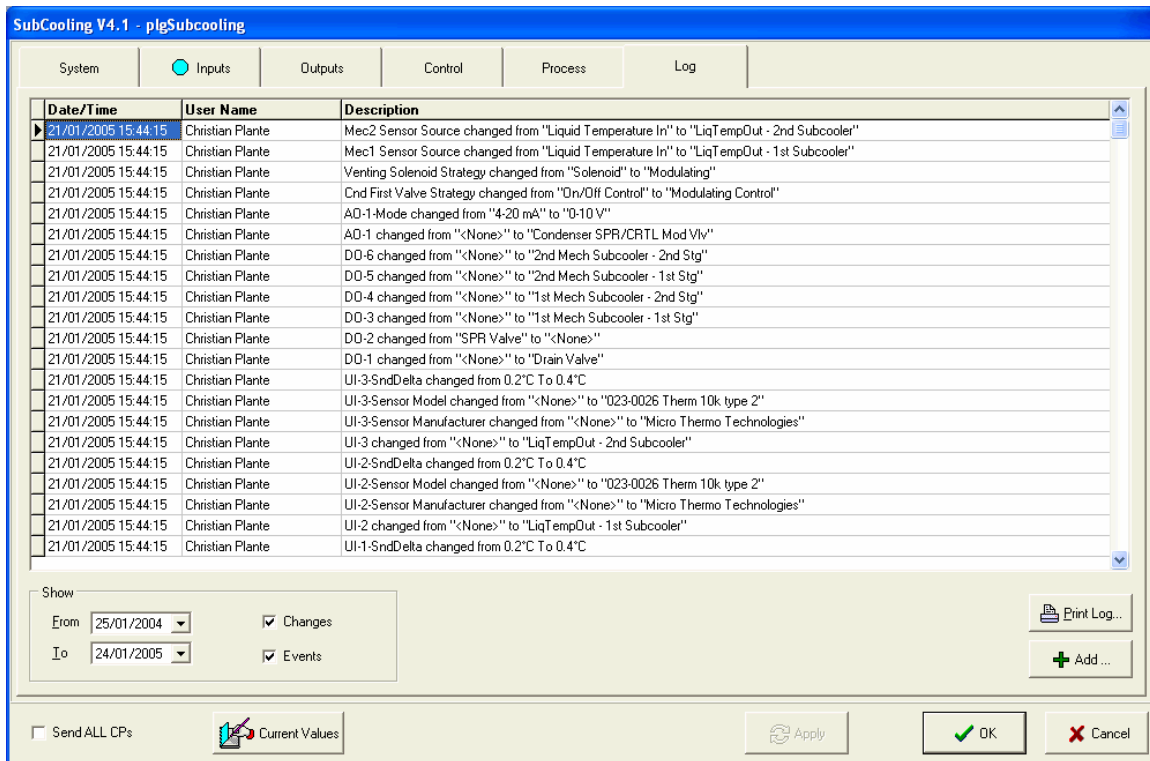 SubCooling V4.1 - plgSubcooling
System Inputs Outputs Control Process Log
Date/Time User Name Description
21/01/2005 15:44:15 Christian Plante Mec2 Sensor Source changed from "Liquid Temperature In" to "LiqTempOut - 2nd Subcooler"
21/01/2005 15:44:15 Christian Plante Mec1 Sensor Source changed from "Liquid Temperature In" to "LiqTempOut - 1st Subcooler"
21/01/2005 15:44:15 Christian Plante Venting Solenoid Strategy changed from "Solenoid" to "Modulating"
21/01/2005 15:44:15 Christian Plante Cnd First Valve Strategy changed from "On/Off Control" to "Modulating Control"
21/01/2005 15:44:15 Christian Plante AO-1-Mode changed from "4-20 mA" to "0-10 V"
21/01/2005 15:44:15 Christian Plante AO-1 changed from "<None>" to "Condenser SPR/CRTL Mod Vlv"
21/01/2005 15:44:15 Christian Plante DO-6 changed from "<None>" to "2nd Mech Subcooler - 2nd Stg"
21/01/2005 15:44:15 Christian Plante DO-5 changed from "<None>" to "2nd Mech Subcooler - 1st Stg"
21/01/2005 15:44:15 Christian Plante DO-4 changed from "<None>" to "1st Mech Subcooler - 2nd Stg"
21/01/2005 15:44:15 Christian Plante DO-3 changed from "<None>" to "1st Mech Subcooler - 1st Stg"
21/01/2005 15:44:15 Christian Plante DO-2 changed from "SPR Valve" to "<None>"
21/01/2005 15:44:15 Christian Plante DO-1 changed from "<None>" to "Drain Valve"
21/01/2005 15:44:15 Christian Plante UI-3-SndDelta changed from 0.2°C To 0.4°C
21/01/2005 15:44:15 Christian Plante UI-3-Sensor Model changed from "<None>" to "023-0026 Therm 10k type 2"
21/01/2005 15:44:15 Christian Plante UI-3-Sensor Manufacturer changed from "<None>" to "Micro Thermo Technologies"
21/01/2005 15:44:15 Christian Plante UI-3 changed from "<None>" to "LiqTempOut - 2nd Subcooler"
21/01/2005 15:44:15 Christian Plante UI-2-SndDelta changed from 0.2°C To 0.4°C
21/01/2005 15:44:15 Christian Plante UI-2-Sensor Model changed from "<None>" to "023-0026 Therm 10k type 2"
21/01/2005 15:44:15 Christian Plante UI-2-Sensor Manufacturer changed from "<None>" to "Micro Thermo Technologies"
21/01/2005 15:44:15 Christian Plante UI-2 changed from "<None>" to "LiqTempOut - 1st Subcooler"
21/01/2005 15:44:15 Christian Plante UI-1-SndDelta changed from 0.2°C To 0.4°C
Show
From 25/01/2004 Changes
To 24/01/2005 Events
Print Log...
Add ...
Send ALL CPs Current Values Apply OK Cancel